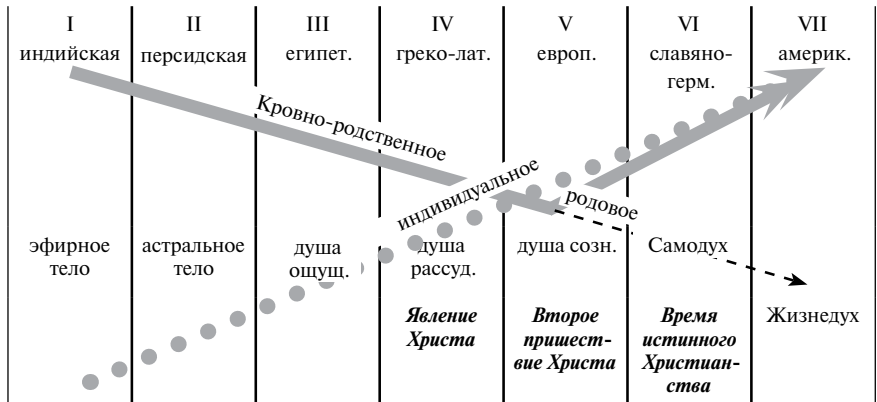 I II III IV V VI VII
индийская персидская египет. греко-лат. европ. славяно- америк.
герм.
Кровно-родственное
индивидуальное
родовое
эфирное астральное душа душа душа созн. Самодух
тело тело ощущ. рассуд.
Явление Второе Время Жизнедух
Христа пришест- истинного
вие Христа Христиан-
ства